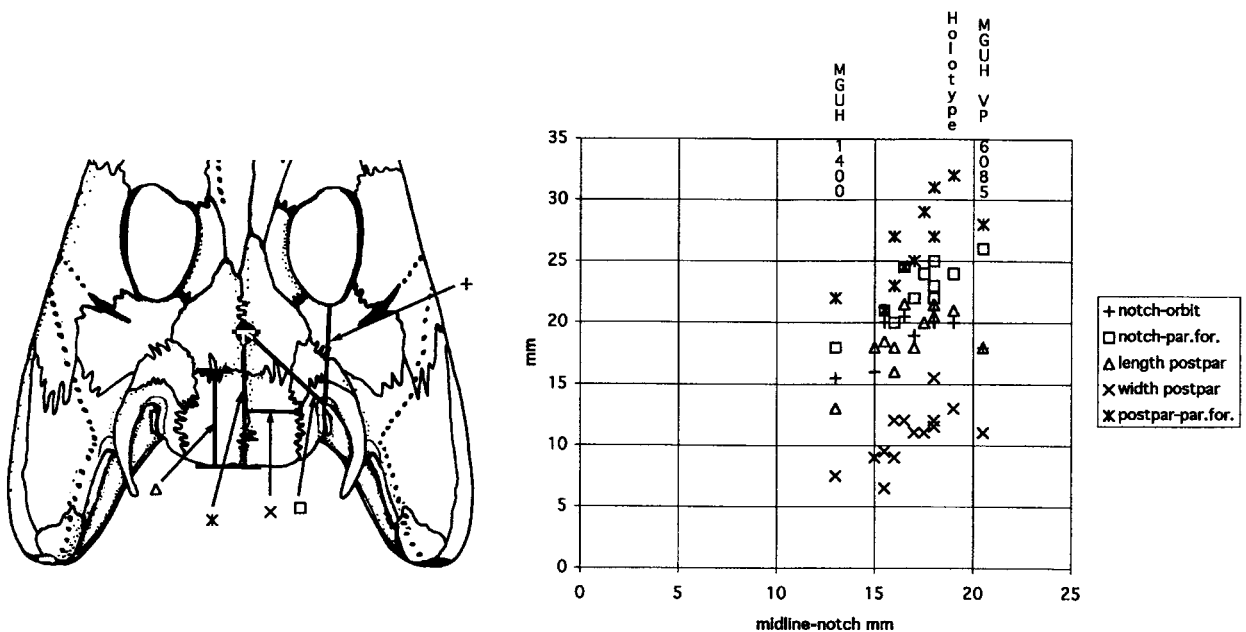 MGUH 1400
Holotype
MGUH VP 6085
35
30
25
20
15
10
5
0
mm
0 5 10 15 20 25
midline-notch mm
notch-orbit
notch-par.for.
length postpar
width postpar
postpar-par.for.